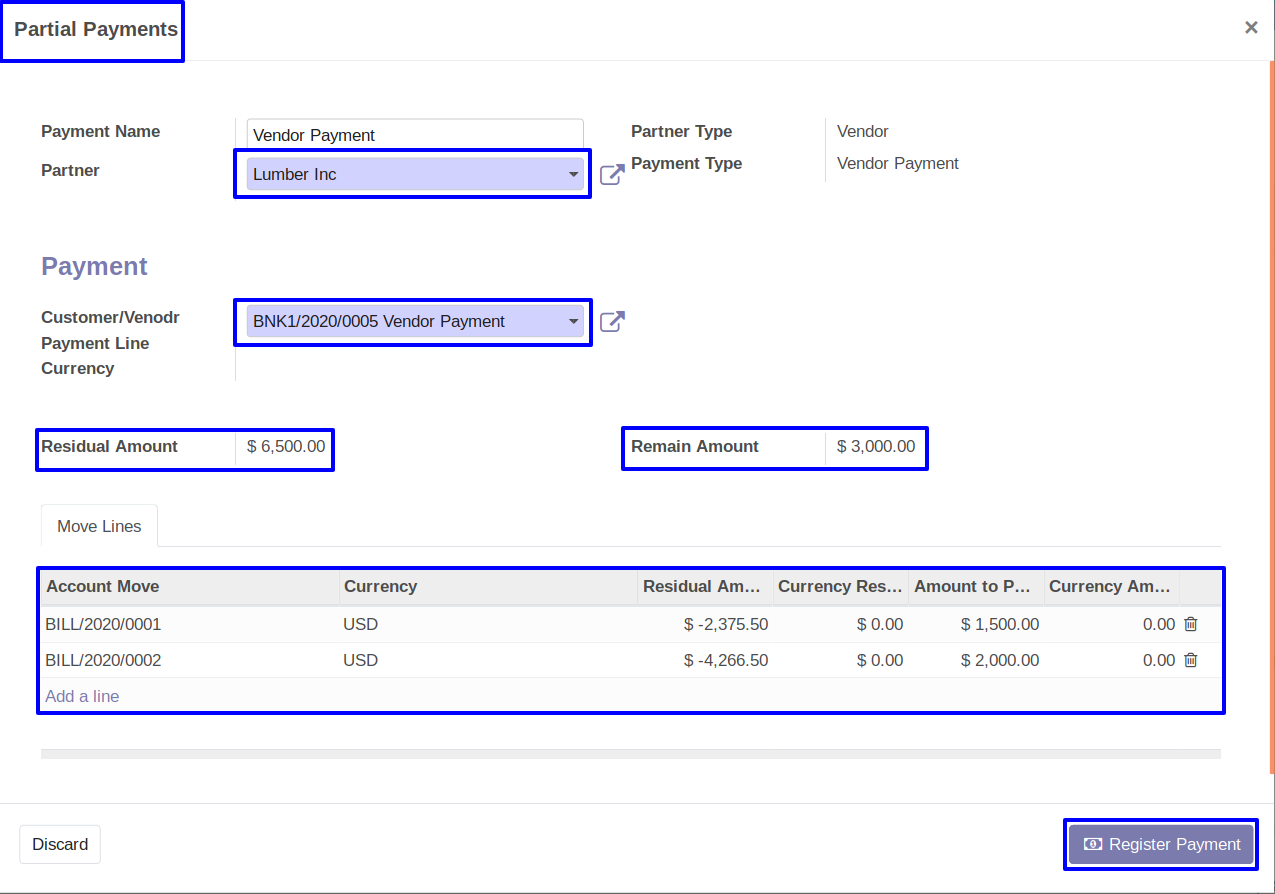 Partial Payments
×
Payment Name
Vendor Payment
Partner Type
Vendor
Partner
Lumber Inc
Payment Type
Vendor Payment
Payment
Customer/Venodr
Payment Line
BNK1/2020/0005 Vendor Payment
Currency
Residual Amount
$ 6,500.00
Remain Amount
$ 3,000.00
Move Lines
Account Move Currency Residual Am... Currency Res... Amount to P... Currency Am...
BILL/2020/0001 USD $ -2,375.50 $ 0.00 $ 1,500.00 0.00
BILL/2020/0002 USD $ -4,266.50 $ 0.00 $ 2,000.00 0.00
Add a line
Discard
Register Payment